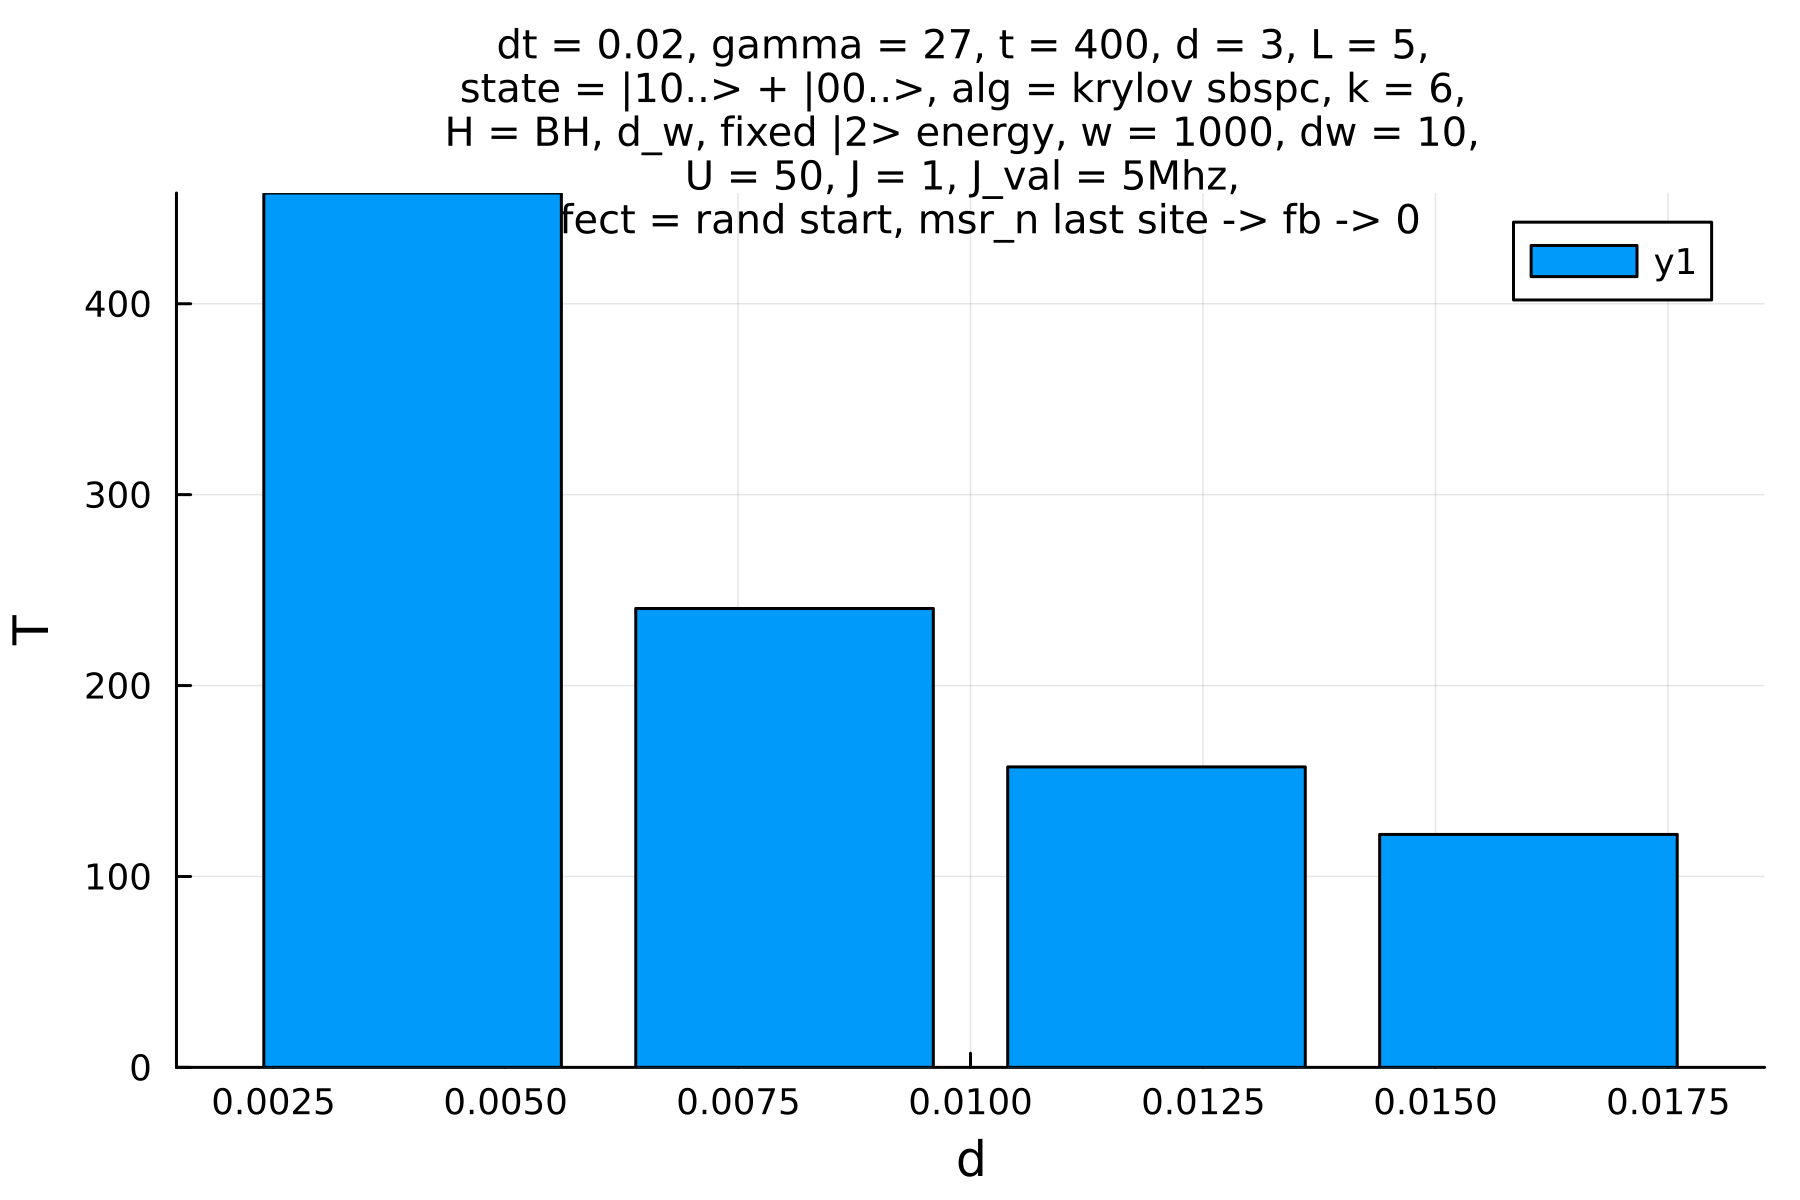 dt = 0.02, gamma = 27, t = 400, d = 3, L = 5,
state = |10..> + |00..>, alg = krylov sbspc, k = 6,
H = BH, d_w, fixed |2> energy, w = 1000, dw = 10,
U = 50, J = 1, J_val = 5Mhz,
fect = rand start, msr_n last site -> fb -> 0
y1
400
300
200
100
0
T
0.0025 0.0050 0.0075 0.0100 0.0125 0.0150 0.0175
d